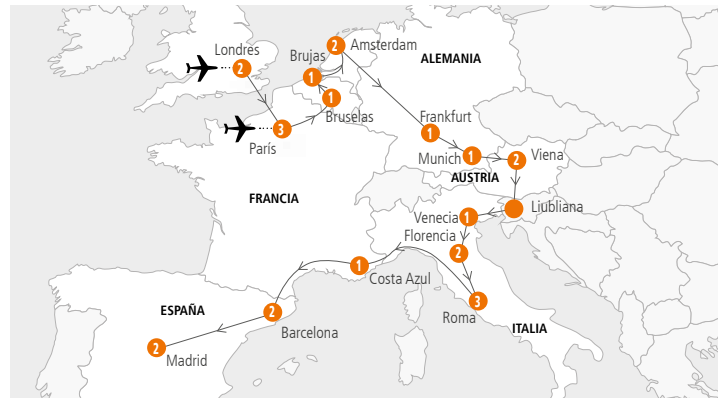 Londres
2
Brujas
1
2
Amsterdam
ALEMANIA
1
Bruselas
3
París
Frankfurt
1
Munich
1
2
Viena
AUSTRIA
FRANCIA
Liubliana
Venecia
1
Florencia
2
1
Costa Azul
3
Roma
ITALIA
ESPAÑA
2
Barcelona
2
Madrid